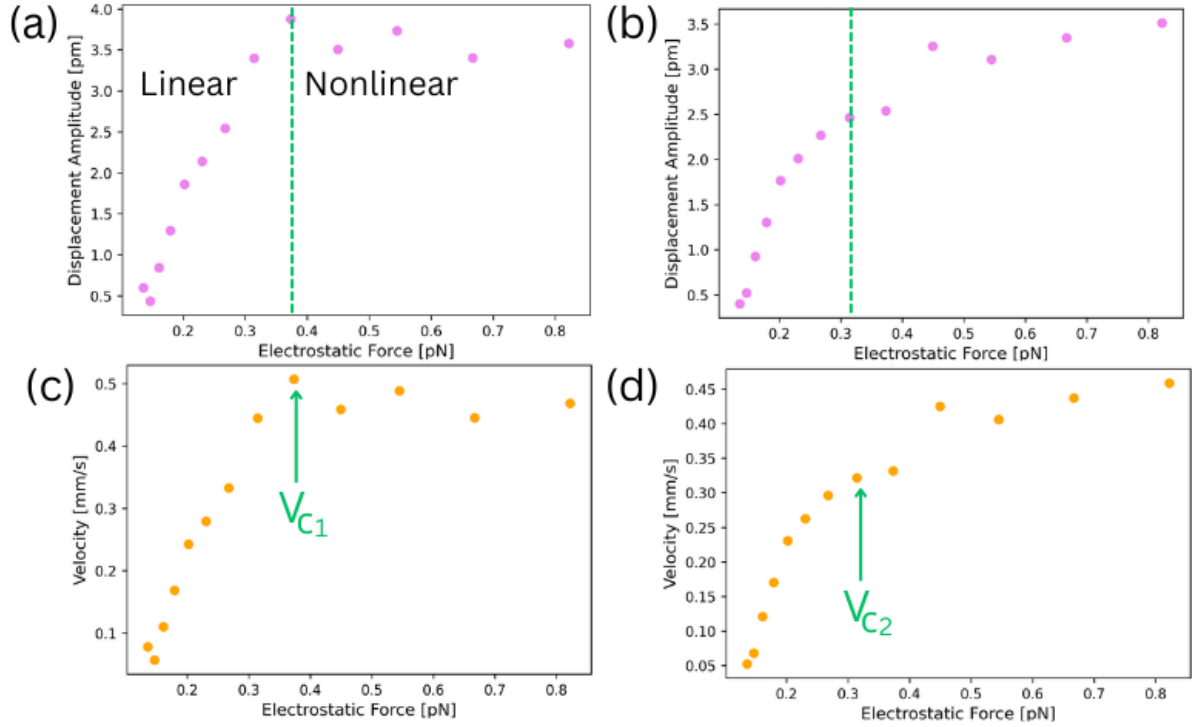 (a)
4.0
3.5
3.0
2.5
2.0
1.5
1.0
0.5
Displacement Amplitude [pm]
Linear
Nonlinear
0.2 0.3 0.4 0.5 0.6 0.7 0.8
Electrostatic Force [pN]
(b)
3.5
3.0
2.5
2.0
1.5
1.0
0.5
Displacement Amplitude [pm]
0.2 0.3 0.4 0.5 0.6 0.7 0.8
Electrostatic Force [pN]
(c)
0.5
0.4
0.3
0.2
0.1
Velocity [mm/s]
Vc1
0.2 0.3 0.4 0.5 0.6 0.7 0.8
Electrostatic Force [pN]
(d)
0.45
0.40
0.35
0.30
0.25
0.20
0.15
0.10
0.05
Velocity [mm/s]
Vc2
0.2 0.3 0.4 0.5 0.6 0.7 0.8
Electrostatic Force [pN]